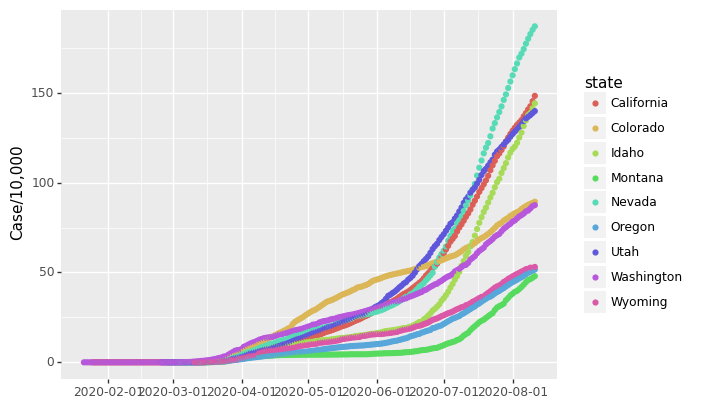 Case/10,000
150
100
50
0
2020-02-01 2020-03-01 2020-04-01 2020-05-01 2020-06-01 2020-07-01 2020-08-01
state
California
Colorado
Idaho
Montana
Nevada
Oregon
Utah
Washington
Wyoming